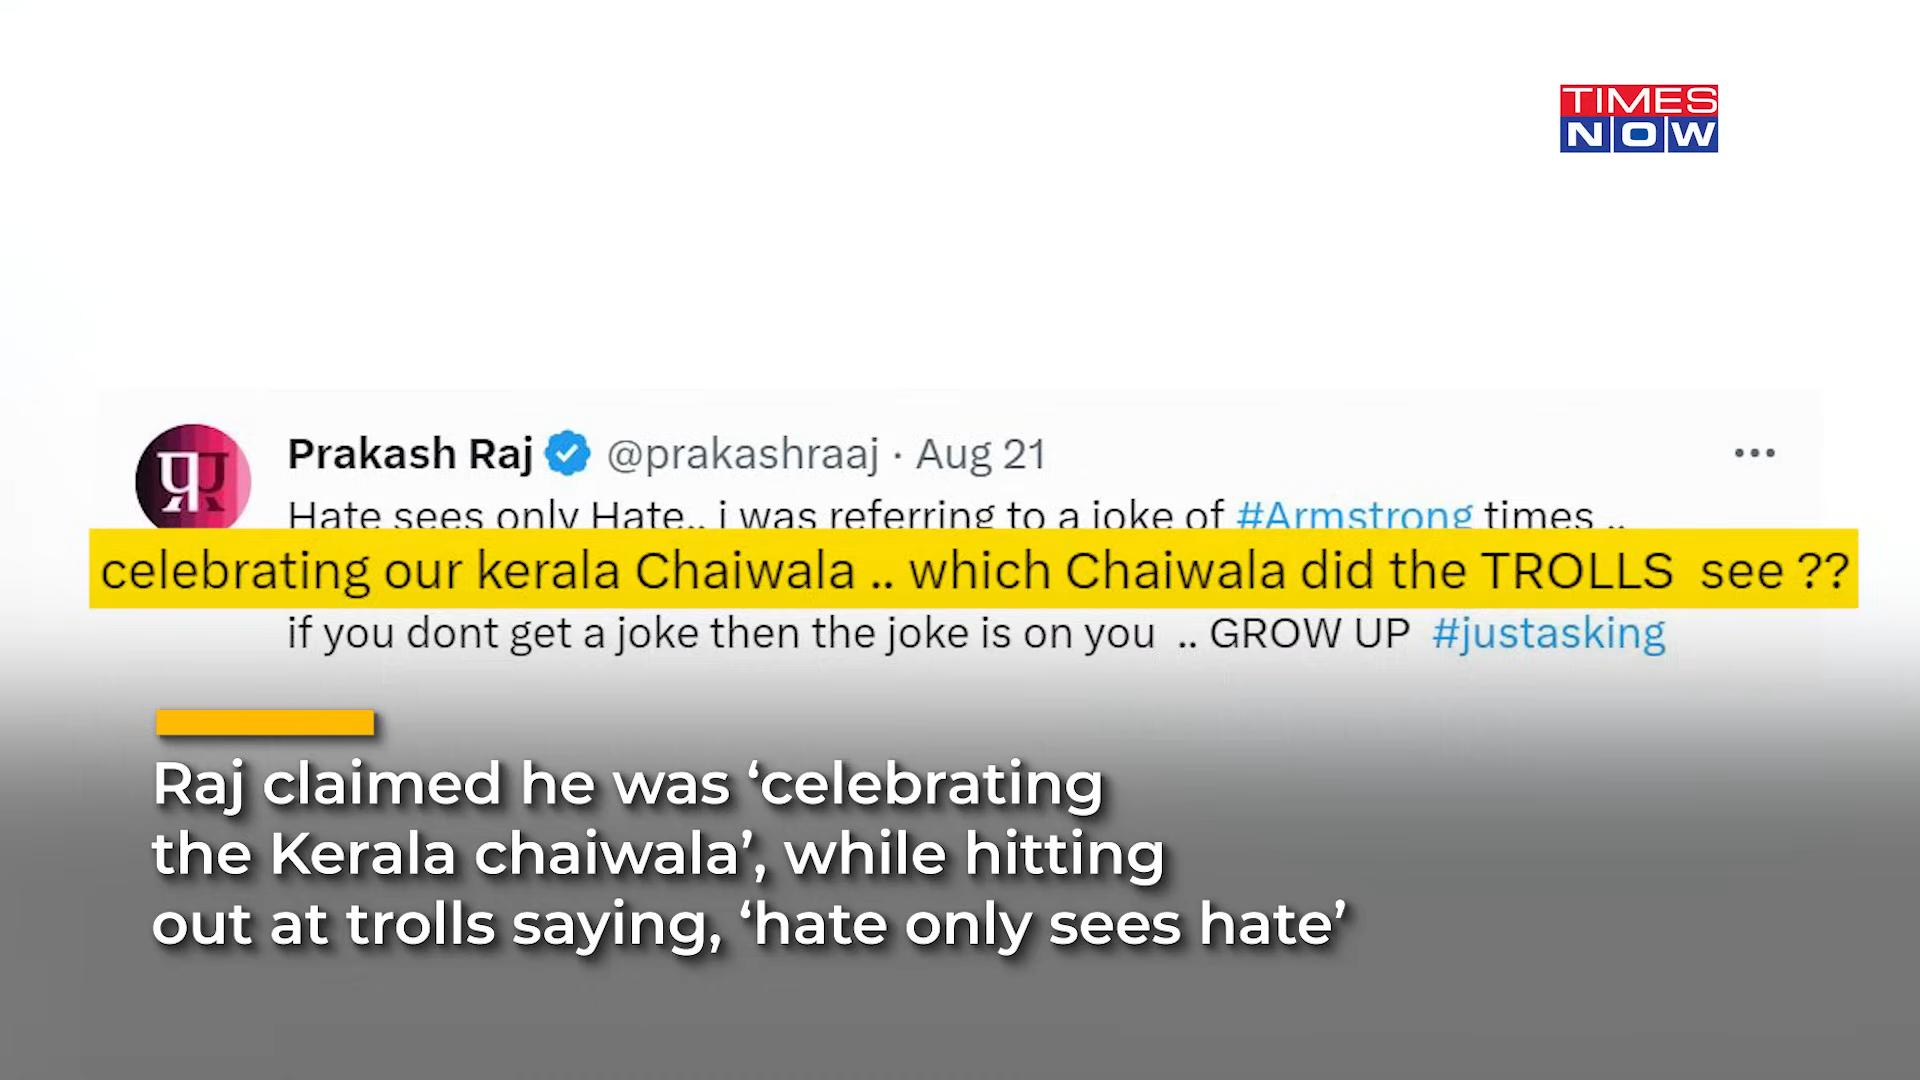 TIMES
NOW
Prakash Raj @prakashraaj · Aug 21
Hate sees only Hate.. i was referring to a joke of #Armstrong times ..
celebrating our kerala Chaiwala .. which Chaiwala did the TROLLS see ??
if you dont get a joke then the joke is on you .. GROW UP #justasking
Raj claimed he was ‘celebrating
the Kerala chaiwala’, while hitting
out at trolls saying, ‘hate only sees hate’